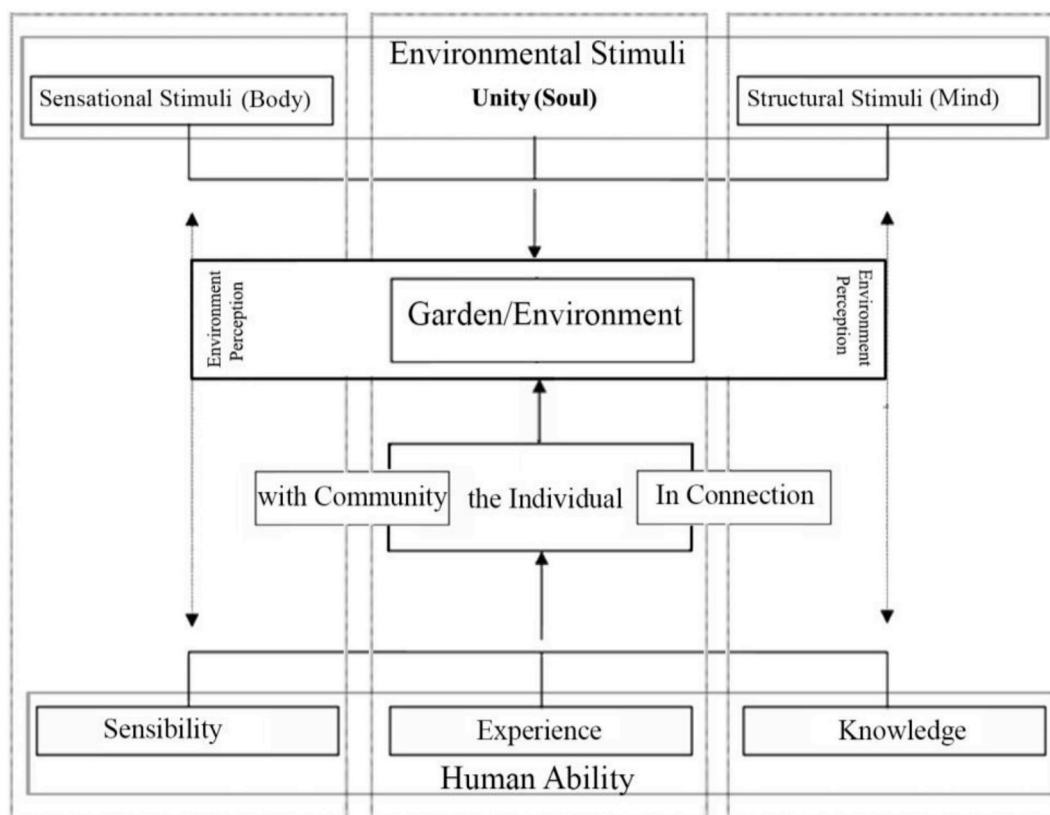 Environmental Stimuli
Sensational Stimuli (Body)
Unity (Soul)
Structural Stimuli (Mind)
Environment
Perception
Garden/Environment
Environment
Perception
with Community
the Individual
In Connection
Sensibility
Experience
Knowledge
Human Ability